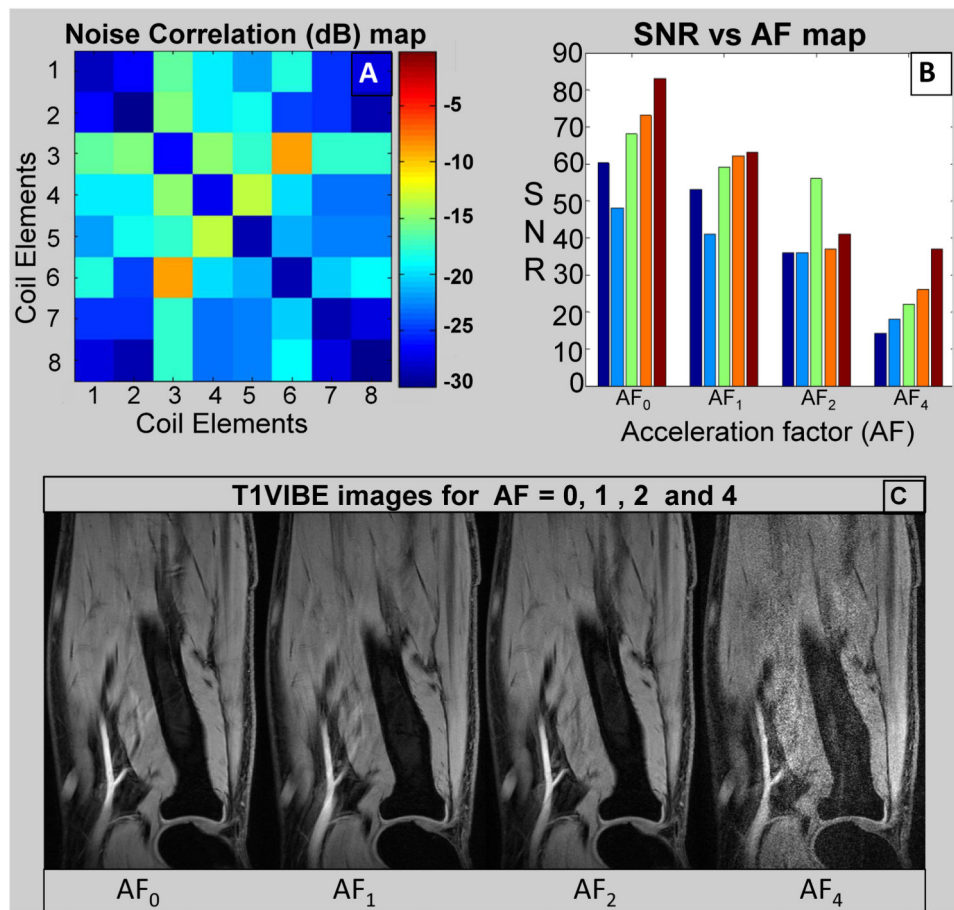 Noise Correlation (dB) map
A
1
2
3
4
5
6
7
8
Coil Elements
1 2 3 4 5 6 7 8
Coil Elements
-5
-10
-15
-20
-25
-30
SNR vs AF map
B
90
80
70
60
50
40
30
20
10
0
S
N
R
AF₀ AF₁ AF₂ AF₄
Acceleration factor (AF)
T1VIBE images for AF = 0, 1 , 2 and 4
C
AF₀ AF₁ AF₂ AF₄